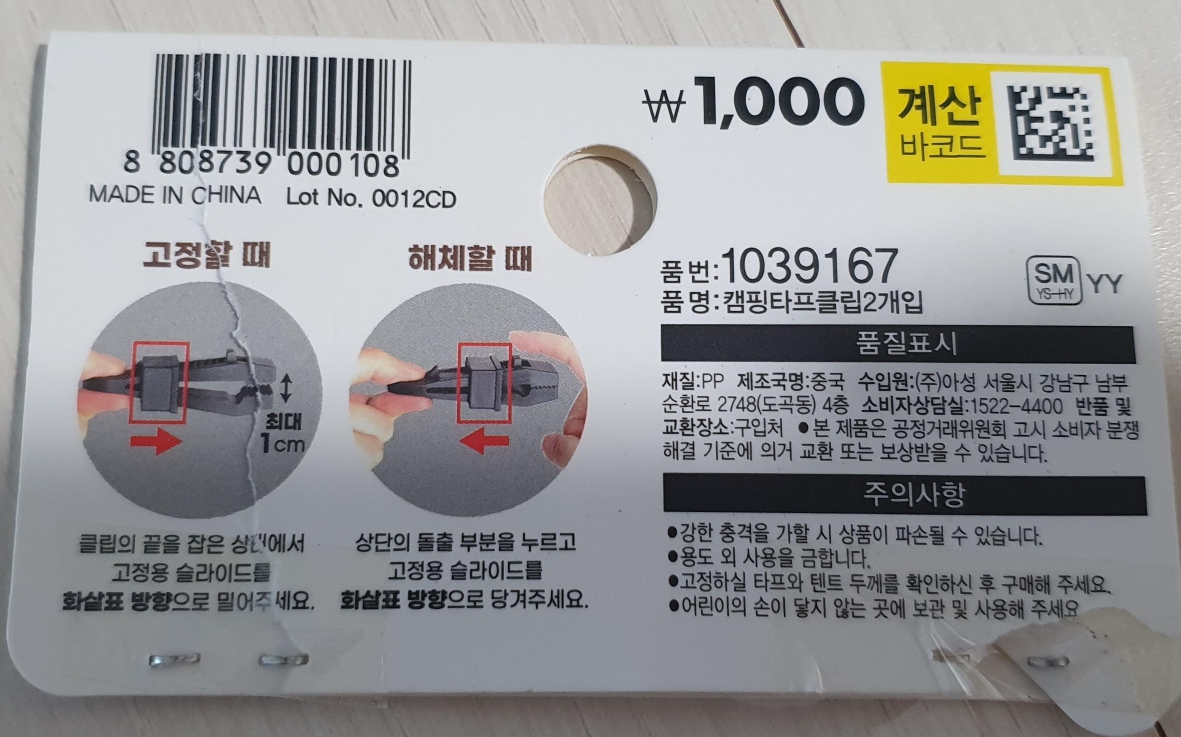 8 808739 000108
MADE IN CHINA Lot No. 0012CD
₩1,000
계산
바코드
고정할 때
해체할 때
최대
1cm
클립의 끝을 잡은 상태에서
고정용 슬라이드를
화살표 방향으로 밀어주세요.
상단의 돌출 부분을 누르고
고정용 슬라이드를
화살표 방향으로 당겨주세요.
품번:1039167
품명:캠핑타프클립2개입
SM
YS-HY
YY
품질표시
재질:PP 제조국명:중국 수입원:(주)아성 서울시 강남구 남부
순환로 2748(도곡동) 4층 소비자상담실:1522-4400 반품 및
교환장소:구입처 ●본 제품은 공정거래위원회 고시 소비자 분쟁
해결 기준에 의거 교환 또는 보상받을 수 있습니다.
주의사항
●강한 충격을 가할 시 상품이 파손될 수 있습니다.
●용도 외 사용을 금합니다.
●고정하실 타프와 텐트 두께를 확인하신 후 구매해 주세요.
●어린이의 손이 닿지 않는 곳에 보관 및 사용해 주세요